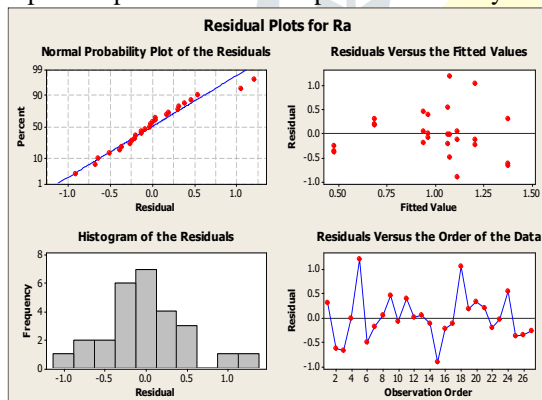 Residual Plots for Ra
Normal Probability Plot of the Residuals
99
90
50
10
1
Percent
-1.0 -0.5 0.0 0.5 1.0
Residual
Residuals Versus the Fitted Values
1.0
0.5
0.0
-0.5
-1.0
Residual
0.50 0.75 1.00 1.25 1.50
Fitted Value
Histogram of the Residuals
8
6
4
2
0
Frequency
-1.0 -0.5 0.0 0.5 1.0
Residual
Residuals Versus the Order of the Data
1.0
0.5
0.0
-0.5
-1.0
Residual
2 4 6 8 10 12 14 16 18 20 22 24 26
Observation Order